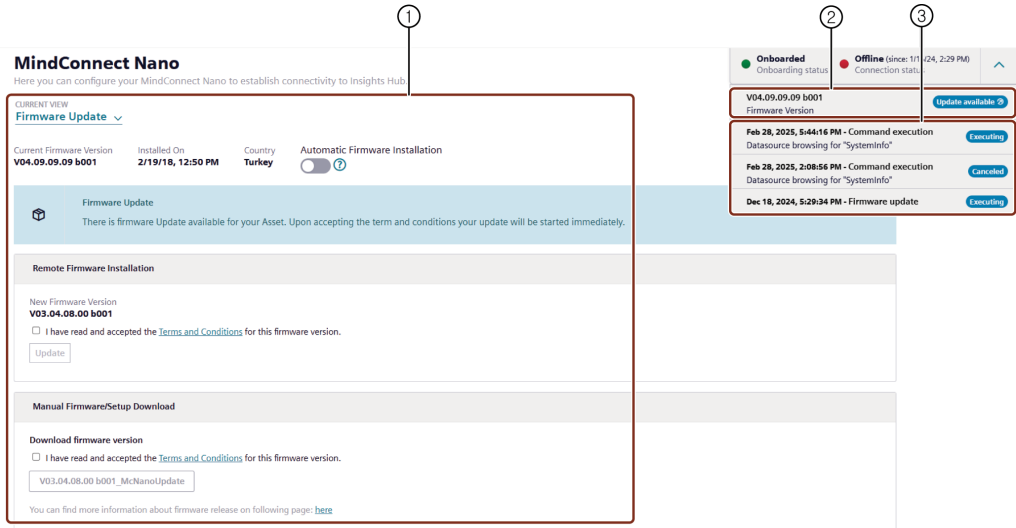 1
2
3
MindConnect Nano
Here you can configure your MindConnect Nano to establish connectivity to Insights Hub.
Onboarded
Onboarding status
Offline (since: 1/15/24, 2:29 PM)
Connection status
CURRENT VIEW
Firmware Update
V04.09.09.09 b001
Firmware Version
Update available
Feb 28, 2025, 5:44:16 PM - Command execution
Datasource browsing for "SystemInfo"
Executing
Feb 28, 2025, 2:08:56 PM - Command execution
Datasource browsing for "SystemInfo"
Canceled
Dec 18, 2024, 5:29:34 PM - Firmware update
Executing
Current Firmware Version
V04.09.09.09 b001
Installed On
2/19/18, 12:50 PM
Country
Turkey
Automatic Firmware Installation
?
Firmware Update
There is firmware Update available for your Asset. Upon accepting the term and conditions your update will be started immediately.
Remote Firmware Installation
New Firmware Version
V03.04.08.00 b001
I have read and accepted the Terms and Conditions for this firmware version.
Update
Manual Firmware/Setup Download
Download firmware version
I have read and accepted the Terms and Conditions for this firmware version.
V03.04.08.00 b001_McNanoUpdate
You can find more information about firmware release on following page: here